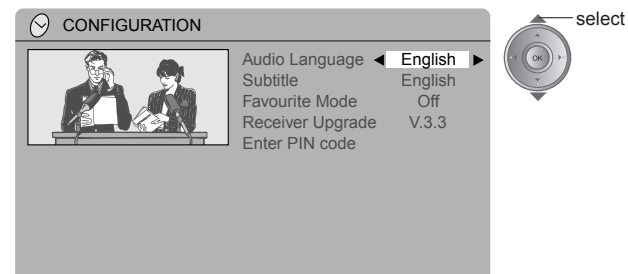 CONFIGURATION
select
Audio Language English
Subtitle English
Favourite Mode Off
Receiver Upgrade V.3.3
Enter PIN code
OK